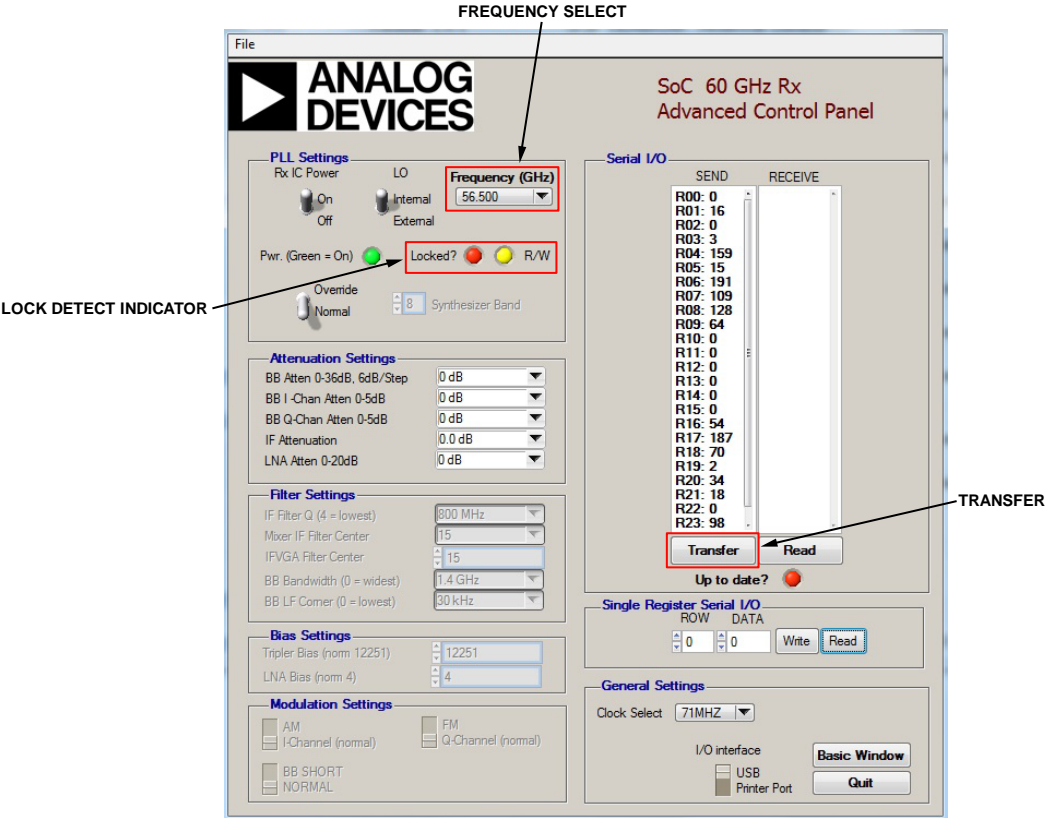 FREQUENCY SELECT
File
ANALOG
DEVICES
SoC 60 GHz Rx
Advanced Control Panel
PLL Settings
Rx IC Power
LO
Frequency (GHz)
On
Internal
56.500
Off
External
Pwr. (Green = On)
Locked?
R/W
LOCK DETECT INDICATOR
Override
Normal
8
Synthesizer Band
Attenuation Settings
BB Atten 0-36dB, 6dB/Step
0 dB
BB I -Chan Atten 0-5dB
0 dB
BB Q-Chan Atten 0-5dB
0 dB
IF Attenuation
0.0 dB
LNA Atten 0-20dB
0 dB
Filter Settings
IF Filter Q (4 = lowest)
800 MHz
Mixer IF Filter Center
15
IFVGA Filter Center
15
BB Bandwidth (0 = widest)
1.4 GHz
BB LF Corner (0 = lowest)
30 kHz
Bias Settings
Tripler Bias (norm 12251)
12251
LNA Bias (norm 4)
4
Modulation Settings
AM
I-Channel (normal)
FM
Q-Channel (normal)
BB SHORT
NORMAL
Serial I/O
SEND
RECEIVE
R00: 0
R01: 16
R02: 0
R03: 3
R04: 159
R05: 15
R06: 191
R07: 109
R08: 128
R09: 64
R10: 0
R11: 0
R12: 0
R13: 0
R14: 0
R15: 0
R16: 54
R17: 187
R18: 70
R19: 2
R20: 34
R21: 18
R22: 0
R23: 98
TRANSFER
Transfer
Read
Up to date?
Single Register Serial I/O
ROW
DATA
0
0
Write
Read
General Settings
Clock Select
71MHZ
I/O interface
USB
Printer Port
Basic Window
Quit